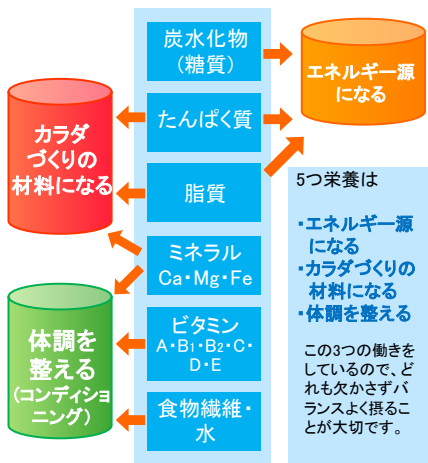 炭水化物
(糖質)
エネルギー源
になる
たんぱく質
カラダ
づくりの
材料になる
脂質
5つ栄養は
・エネルギー源
になる
・カラダづくりの
材料になる
・体調を整える
この3つの働きを
しているので、ど
れも欠かさずバ
ランスよく摂るこ
とが大切です。
ミネラル
Ca・Mg・Fe
体調を
整える
(コンディショ
ニング)
ビタミン
A・B1・B2・C・
D・E
食物繊維・
水